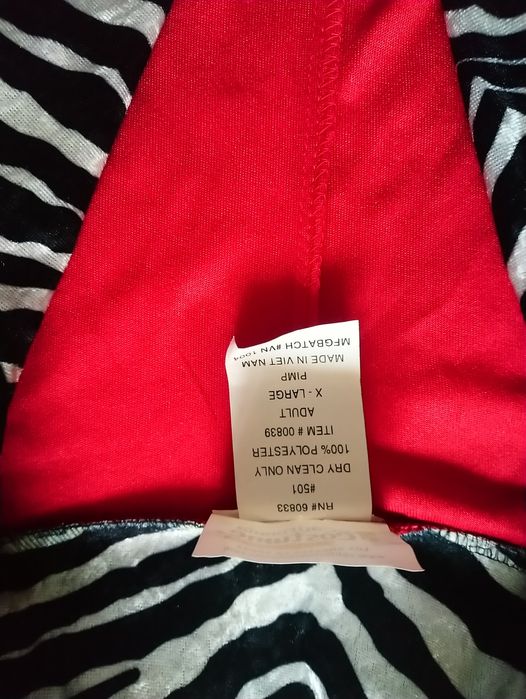 RN# 60833
#501
DRY CLEAN ONLY
100% POLYESTER
ITEM # 00839
ADULT
X - LARGE
PIMP
MADE IN VIET NAM
MFGBATCH #VN 1004